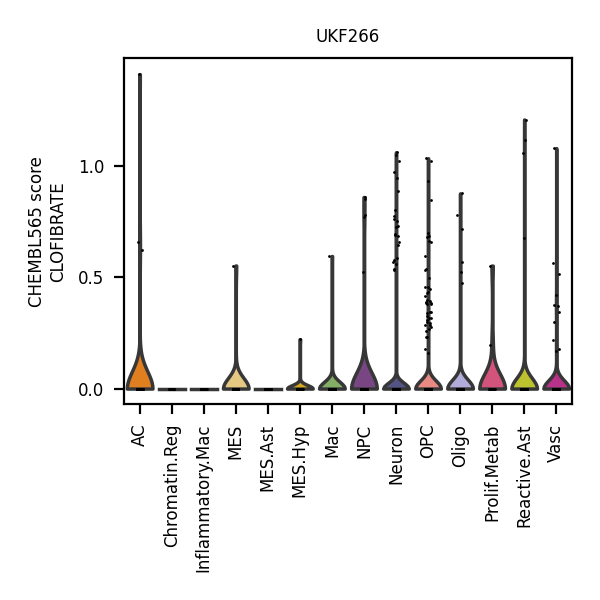 UKF266
CHEMBL565 score
CLOFIBRATE
1.0
0.5
0.0
AC
Chromatin.Reg
Inflammatory.Mac
MES
MES.Ast
MES.Hyp
Mac
NPC
Neuron
OPC
Oligo
Prolif.Metab
Reactive.Ast
Vasc